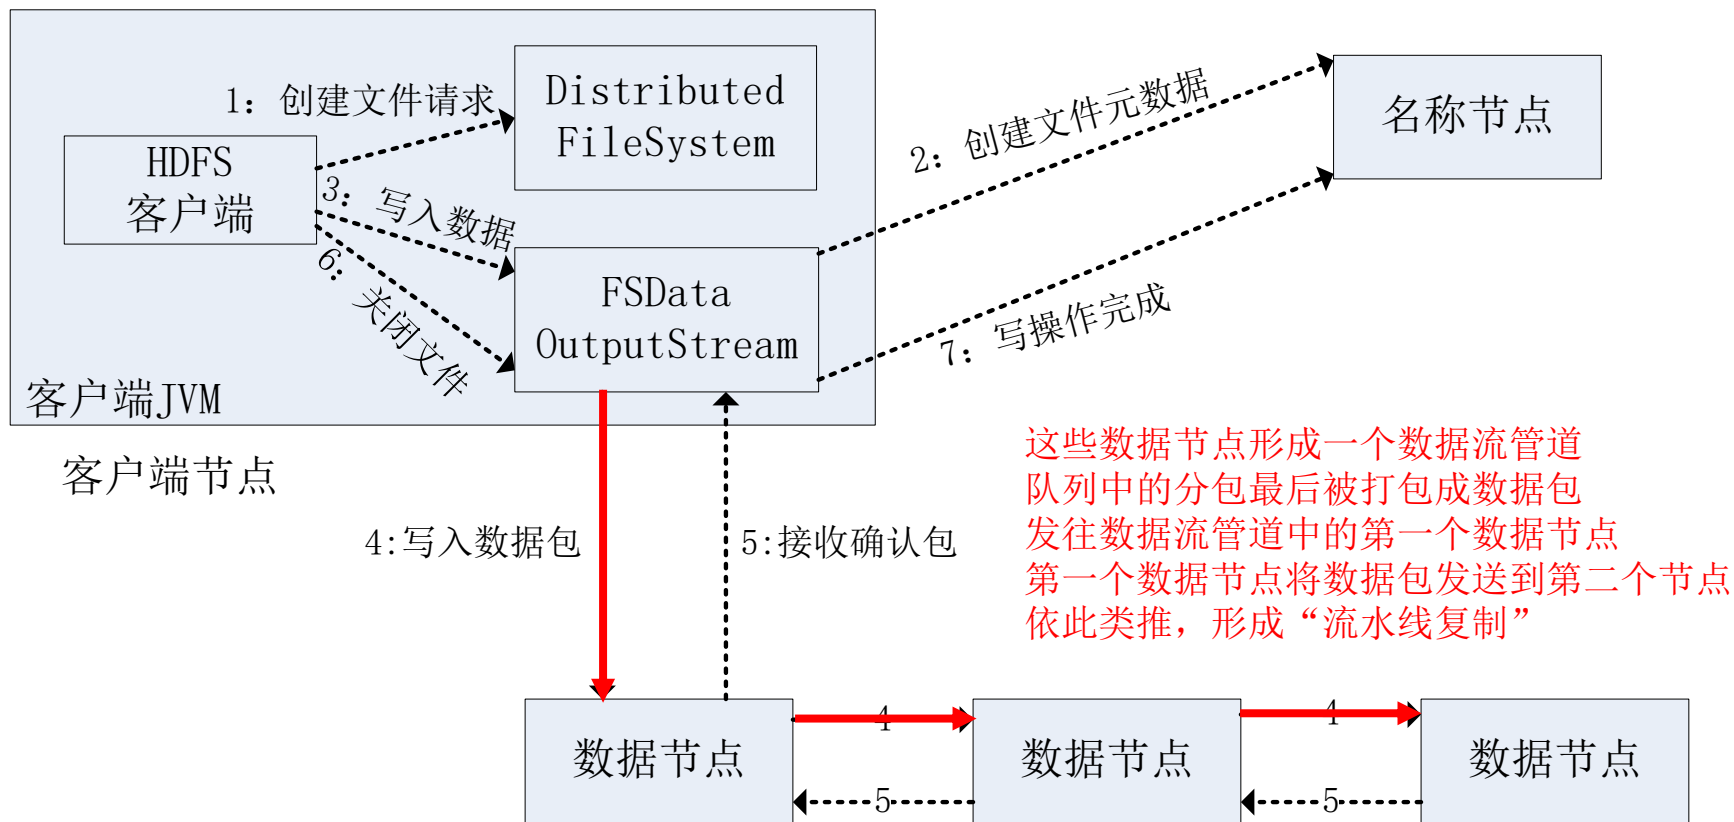 1：创建文件请求
Distributed
FileSystem
HDFS
客户端
3：写入数据
6：关闭文件
FSData
OutputStream
客户端JVM
客户端节点
2：创建文件元数据
名称节点
7：写操作完成
4:写入数据包
5:接收确认包
这些数据节点形成一个数据流管道
队列中的分包最后被打包成数据包
发往数据流管道中的第一个数据节点
第一个数据节点将数据包发送到第二个节点
依此类推，形成“流水线复制”
4
4
数据节点
数据节点
数据节点
5
5